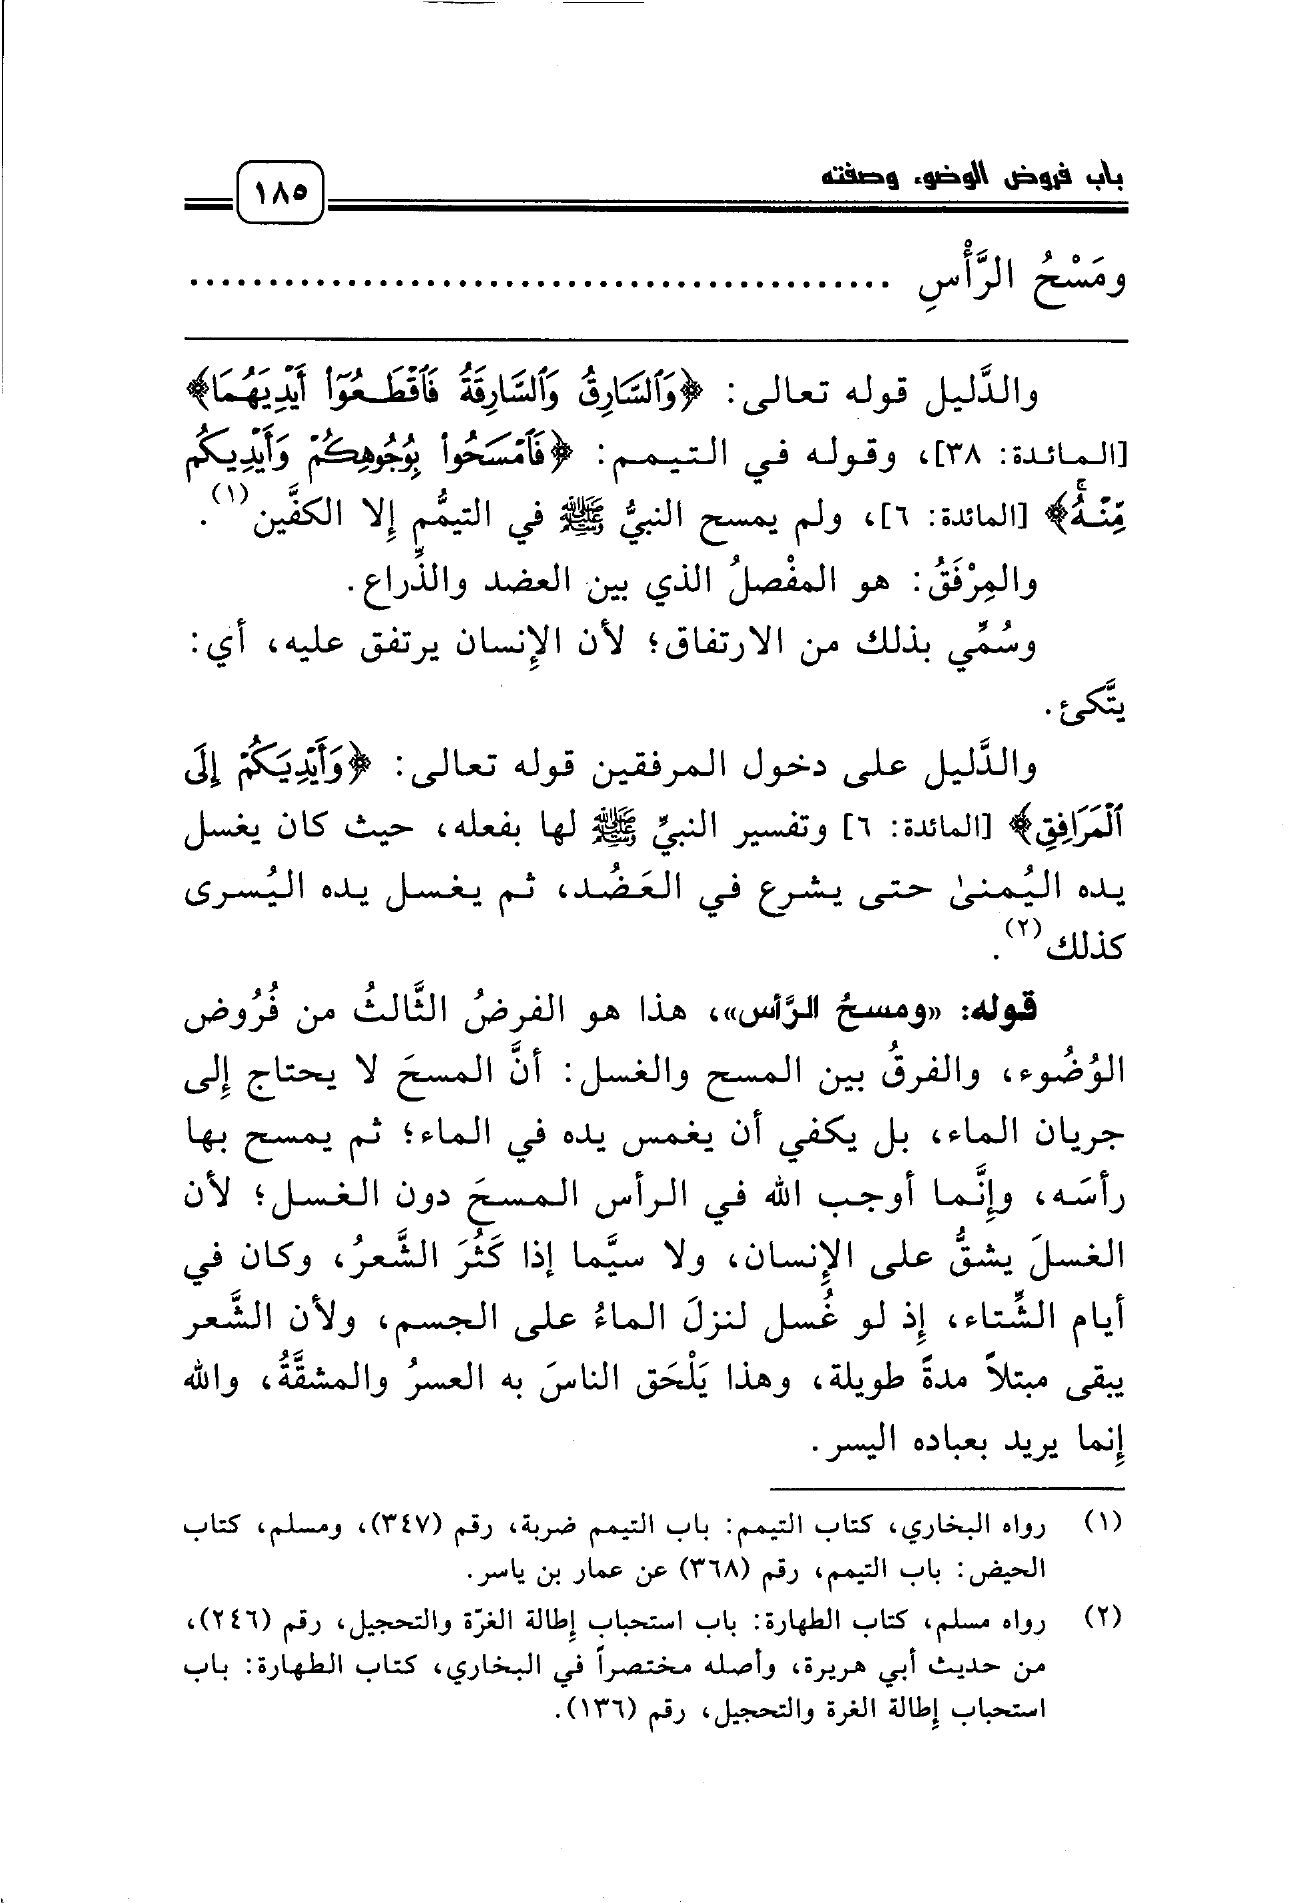 باب فروض الوضوء وصفته
١٨٥
ومَسْحُ الرَّأْسِ .............................................
والدَّليل قوله تعالى: ﴿وَٱلسَّارِقُ وَٱلسَّارِقَةُ فَٱقْطَعُوٓا۟ أَيْدِيَهُمَا﴾
[المائدة: ٣٨]، وقوله في التيمم: ﴿فَٱمْسَحُوا۟ بِوُجُوهِكُمْ وَأَيْدِيكُم
مِّنْهُۚ﴾ [المائدة: ٦]، ولم يمسح النبيُّ ﷺ في التيمُّم إِلا الكفَّين(١).
والمِرْفَقُ: هو المفْصلُ الذي بين العضد والذِّراع.
وسُمِّي بذلك من الارتفاق؛ لأن الإِنسان يرتفق عليه، أي:
يتَّكئ.
والدَّليل على دخول المرفقين قوله تعالى: ﴿وَأَيْدِيَكُمْ إِلَى
ٱلْمَرَافِقِ﴾ [المائدة: ٦] وتفسير النبيِّ ﷺ لها بفعله، حيث كان يغسل
يده اليُمنىٰ حتى يشرع في العَضُد، ثم يغسل يده اليُسرى
كذلك(٢).
قوله: «ومسحُ الرَّأس»، هذا هو الفرضُ الثَّالثُ من فُرُوض
الوُضُوء، والفرقُ بين المسح والغسل: أنَّ المسحَ لا يحتاج إِلى
جريان الماء، بل يكفي أن يغمس يده في الماء؛ ثم يمسح بها
رأسَه، وإِنَّما أوجب الله في الرأس المسحَ دون الغسل؛ لأن
الغسلَ يشقُّ على الإِنسان، ولا سيَّما إذا كَثُرَ الشَّعرُ، وكان في
أيام الشِّتاء، إِذ لو غُسل لنزلَ الماءُ على الجسم، ولأن الشَّعر
يبقى مبتلاً مدةً طويلة، وهذا يَلْحَق الناسَ به العسرُ والمشقَّةُ، والله
إِنما يريد بعباده اليسر.
(١) رواه البخاري، كتاب التيمم: باب التيمم ضربة، رقم (٣٤٧)، ومسلم، كتاب
الحيض: باب التيمم، رقم (٣٦٨) عن عمار بن ياسر.
(٢) رواه مسلم، كتاب الطهارة: باب استحباب إِطالة الغرّة والتحجيل، رقم (٢٤٦)،
من حديث أبي هريرة، وأصله مختصراً في البخاري، كتاب الطهارة: باب
استحباب إِطالة الغرة والتحجيل، رقم (١٣٦).